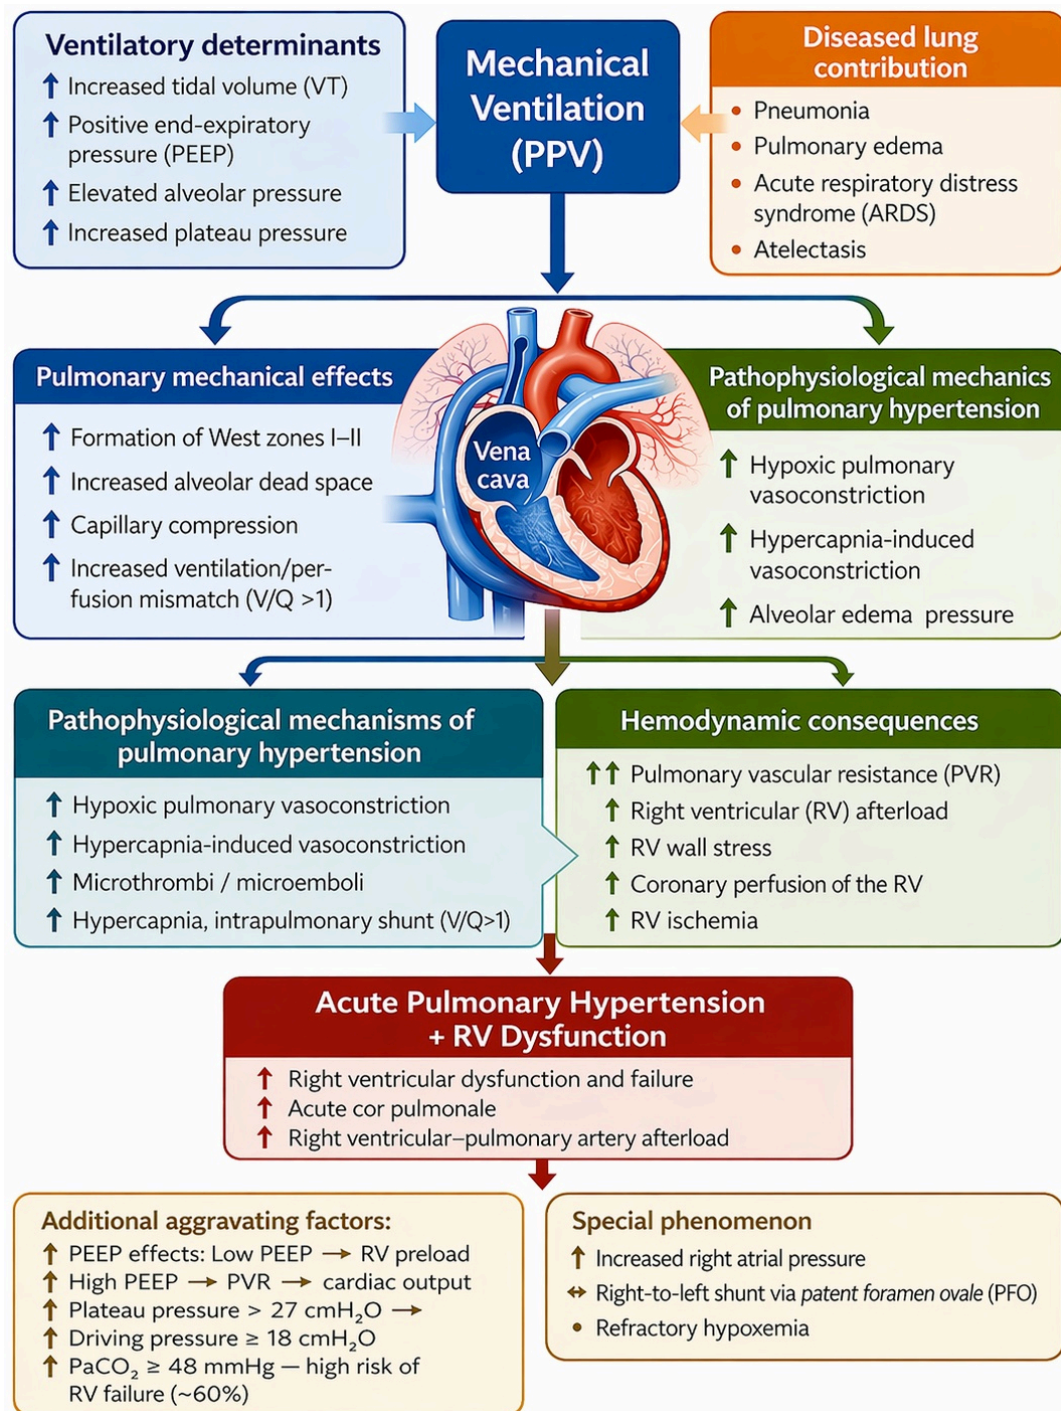 Ventilatory determinants
↑ Increased tidal volume (VT)
↑ Positive end-expiratory
pressure (PEEP)
↑ Elevated alveolar pressure
↑ Increased plateau pressure
Mechanical
Ventilation
(PPV)
Diseased lung
contribution
• Pneumonia
• Pulmonary edema
• Acute respiratory distress
syndrome (ARDS)
• Atelectasis
Pulmonary mechanical effects
↑ Formation of West zones I–II
↑ Increased alveolar dead space
↑ Capillary compression
↑ Increased ventilation/per-
fusion mismatch (V/Q >1)
Vena
cava
Pathophysiological mechanics
of pulmonary hypertension
↑ Hypoxic pulmonary
vasoconstriction
↑ Hypercapnia-induced
vasoconstriction
↑ Alveolar edema pressure
Pathophysiological mechanisms of
pulmonary hypertension
↑ Hypoxic pulmonary vasoconstriction
↑ Hypercapnia-induced vasoconstriction
↑ Microthrombi / microemboli
↑ Hypercapnia, intrapulmonary shunt (V/Q>1)
Hemodynamic consequences
↑↑ Pulmonary vascular resistance (PVR)
↑ Right ventricular (RV) afterload
↑ RV wall stress
↑ Coronary perfusion of the RV
↑ RV ischemia
Acute Pulmonary Hypertension
+ RV Dysfunction
↑ Right ventricular dysfunction and failure
↑ Acute cor pulmonale
↑ Right ventricular–pulmonary artery afterload
Additional aggravating factors:
↑ PEEP effects: Low PEEP → RV preload
↑ High PEEP → PVR → cardiac output
↑ Plateau pressure > 27 cmH₂O →
↑ Driving pressure ≥ 18 cmH₂O
↑ PaCO₂ ≥ 48 mmHg — high risk of
RV failure (~60%)
Special phenomenon
↑ Increased right atrial pressure
↔ Right-to-left shunt via patent foramen ovale (PFO)
• Refractory hypoxemia